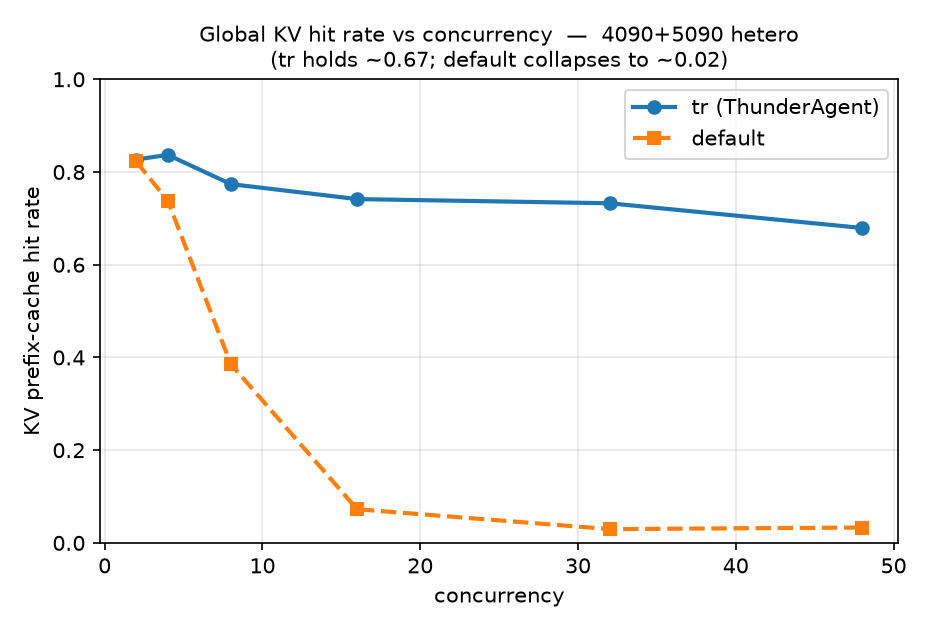 Global KV hit rate vs concurrency — 4090+5090 hetero
(tr holds ~0.67; default collapses to ~0.02)
tr (ThunderAgent)
default
KV prefix-cache hit rate
1.0
0.8
0.6
0.4
0.2
0.0
0 10 20 30 40 50
concurrency